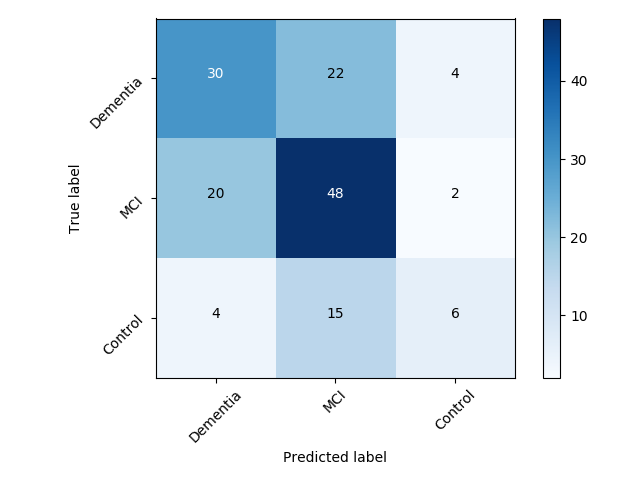 30 22 4
20 48 2
4 15 6
Dementia
MCI
Control
True label
Dementia MCI Control
Predicted label
40
30
20
10